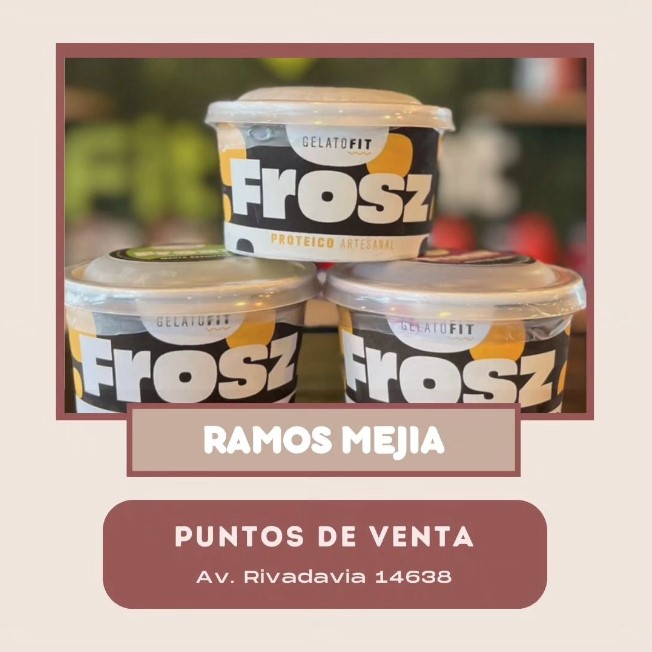 GELATOFIT
Frosz
PROTEICO ARTESANAL
GELATOFIT
Frosz
GELATOFIT
Frosz
RAMOS MEJIA
PUNTOS DE VENTA
Av. Rivadavia 14638